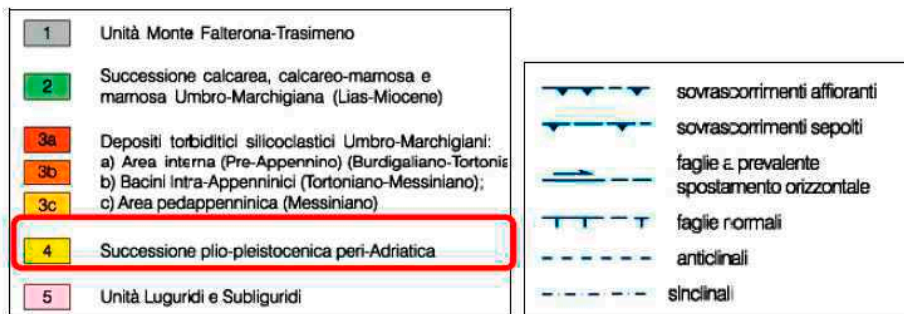 1 Unità Monte Falterona-Trasimeno
2 Successione calcarea, calcareo-marnosa e
marnosa Umbro-Marchigiana (Lias-Miocene)
3a Depositi torbiditici silicoclastici Umbro-Marchigiani:
a) Area interna (Pre-Appennino) (Burdigaliano-Tortonia
3b b) Bacini Intra-Appenninici (Tortoniano-Messiniano);
3c c) Area pedappenninica (Messiniano)
4 Successione plio-pleistocenica peri-Adriatica
5 Unità Luguridi e Subliguridi
sovrascorrimenti affioranti
sovrascorrimenti sepolti
faglie a prevalente
spostamento orizzontale
faglie normali
anticlinali
sinclinali